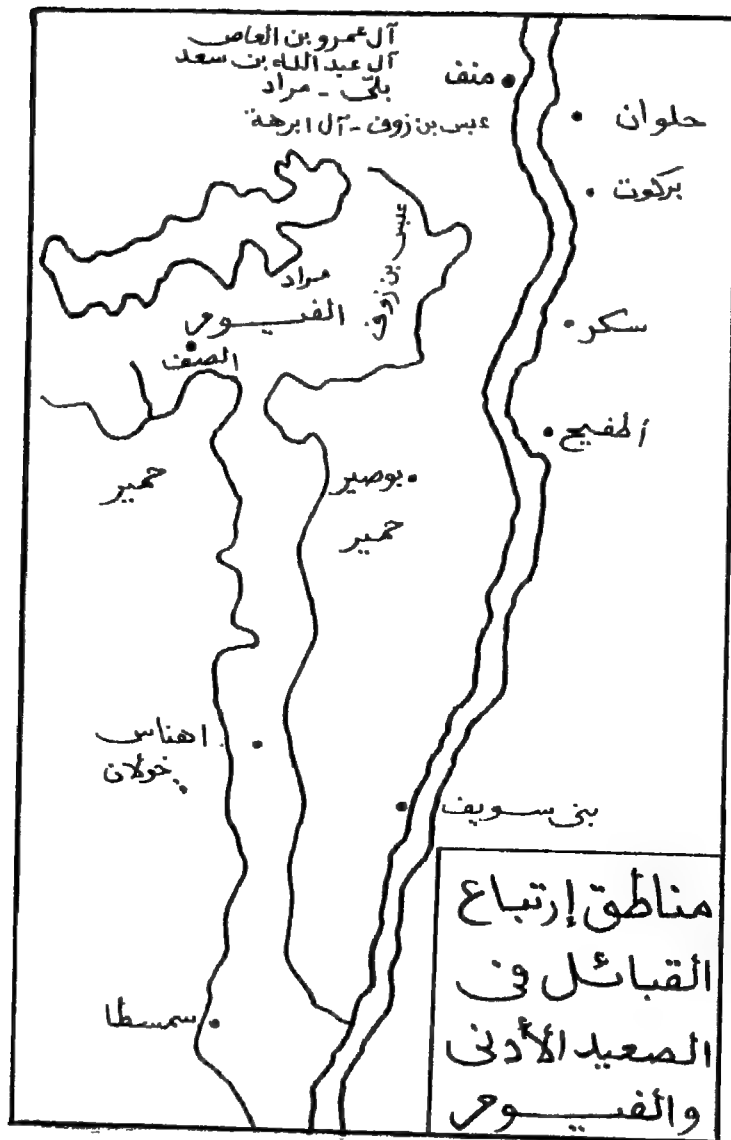 آل عمرو بن العاص
آل عبد الله بن سعد
بلىّ - مراد
عبس بن زوف - آل ابرهة
منف
حلوان
بركوت
عبس بن زوف
مراد
الفيوم
سكر
الصف
أطفيح
حمير
بوصير
حمير
اهناس
خولان
بنى سويف
سمسطا
مناطق إرتباع
القبائل فى
الصعيد الأدنى
والفيوم